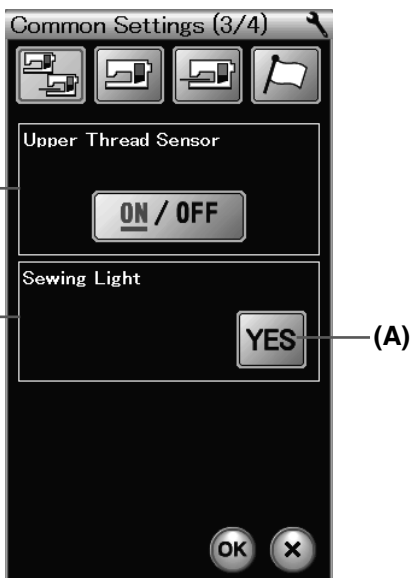 Common Settings (3/4)
Upper Thread Sensor
ON / OFF
Sewing Light
YES
(A)
OK
×